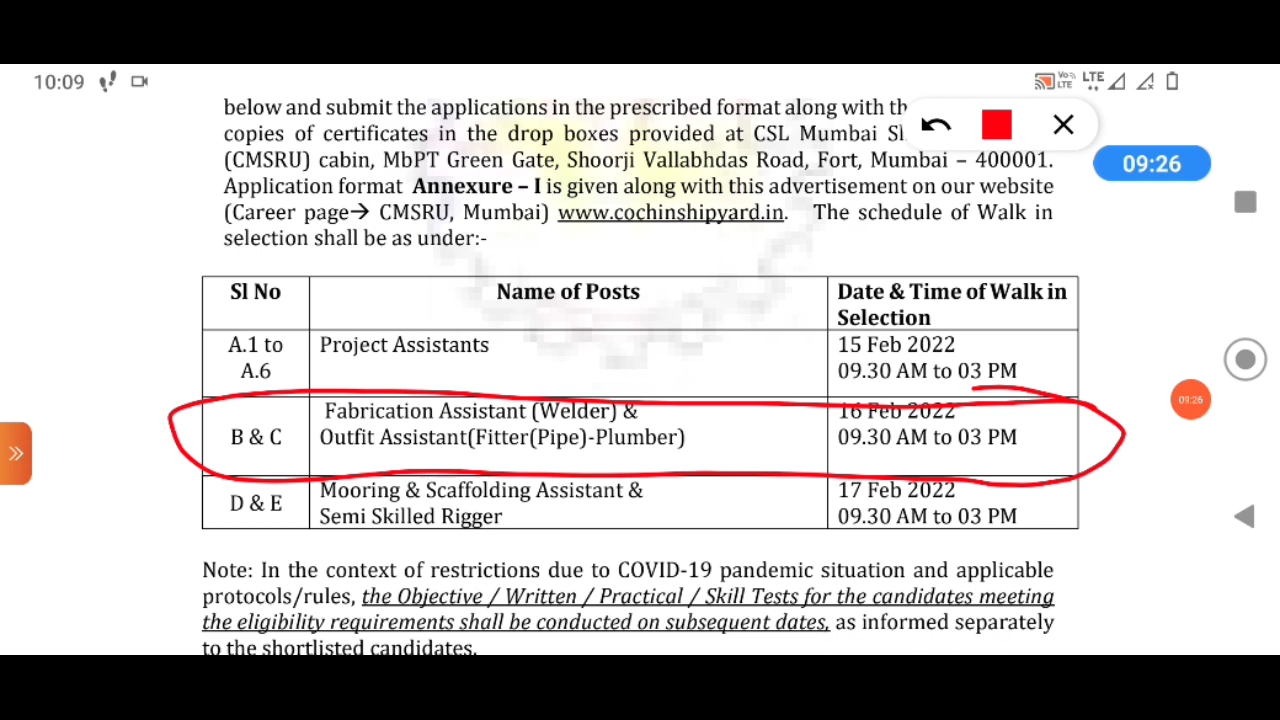 10:09
Vo LTE LTE
below and submit the applications in the prescribed format along with
copies of certificates in the drop boxes provided at CSL Mumbai
(CMSRU) cabin, MbPT Green Gate, Shoorji Vallabhdas Road, Fort, Mumbai – 400001.
09:26
Application format Annexure – I is given along with this advertisement on our website
(Career page→ CMSRU, Mumbai) www.cochinshipyard.in. The schedule of Walk in
selection shall be as under:-
Sl No Name of Posts Date & Time of Walk in
Selection
A.1 to Project Assistants 15 Feb 2022
A.6 09.30 AM to 03 PM
09:26
Fabrication Assistant (Welder) & 16 Feb 2022
B & C Outfit Assistant(Fitter(Pipe)-Plumber) 09.30 AM to 03 PM
Mooring & Scaffolding Assistant & 17 Feb 2022
D & E Semi Skilled Rigger 09.30 AM to 03 PM
Note: In the context of restrictions due to COVID-19 pandemic situation and applicable
protocols/rules, the Objective / Written / Practical / Skill Tests for the candidates meeting
the eligibility requirements shall be conducted on subsequent dates, as informed separately
to the shortlisted candidates.